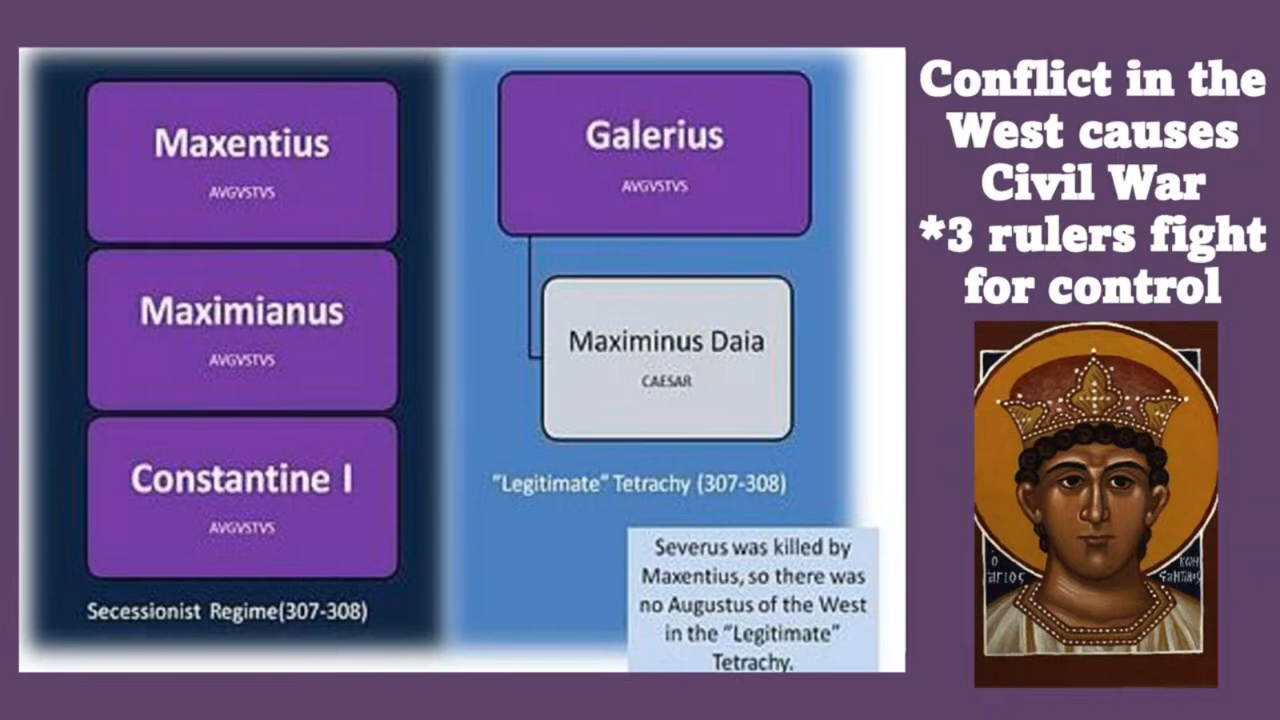 Maxentius
AVGVSTVS
Maximianus
AVGVSTVS
Constantine I
AVGVSTVS
Secessionist Regime(307-308)
Galerius
AVGVSTVS
Maximinus Daia
CAESAR
"Legitimate" Tetrachy (307-308)
Severus was killed by
Maxentius, so there was
no Augustus of the West
in the "Legitimate"
Tetrachy.
Conflict in the
West causes
Civil War
*3 rulers fight
for control